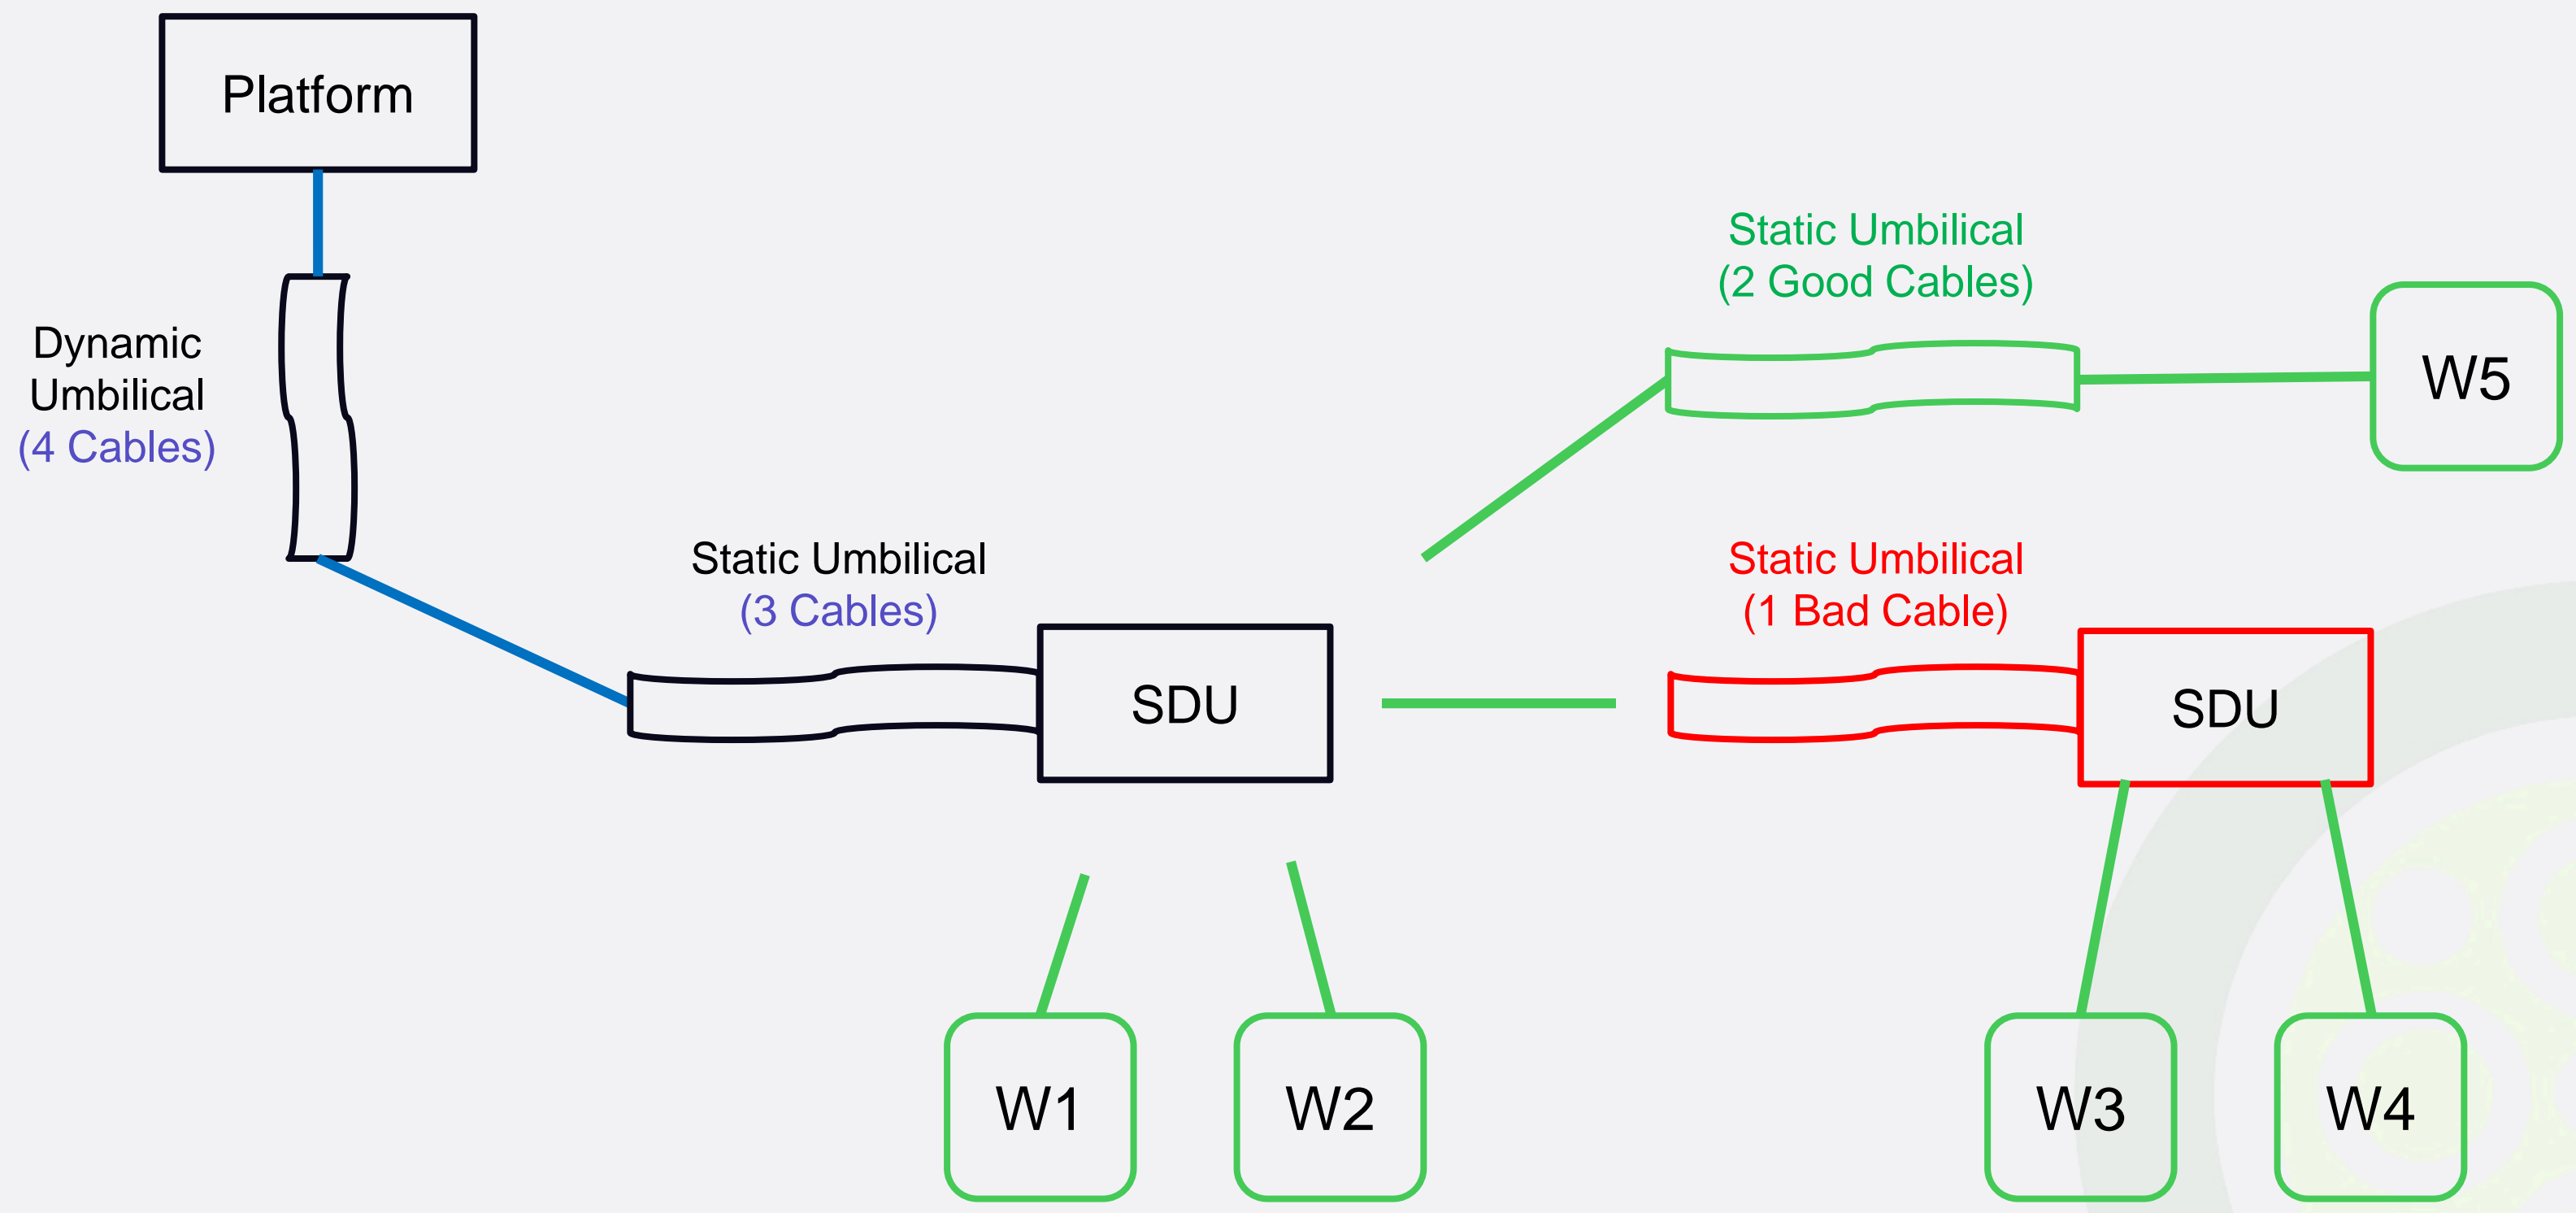 Platform
Dynamic
Umbilical
(4 Cables)
Static Umbilical
(3 Cables)
SDU
Static Umbilical
(2 Good Cables)
W5
Static Umbilical
(1 Bad Cable)
SDU
W1
W2
W3
W4